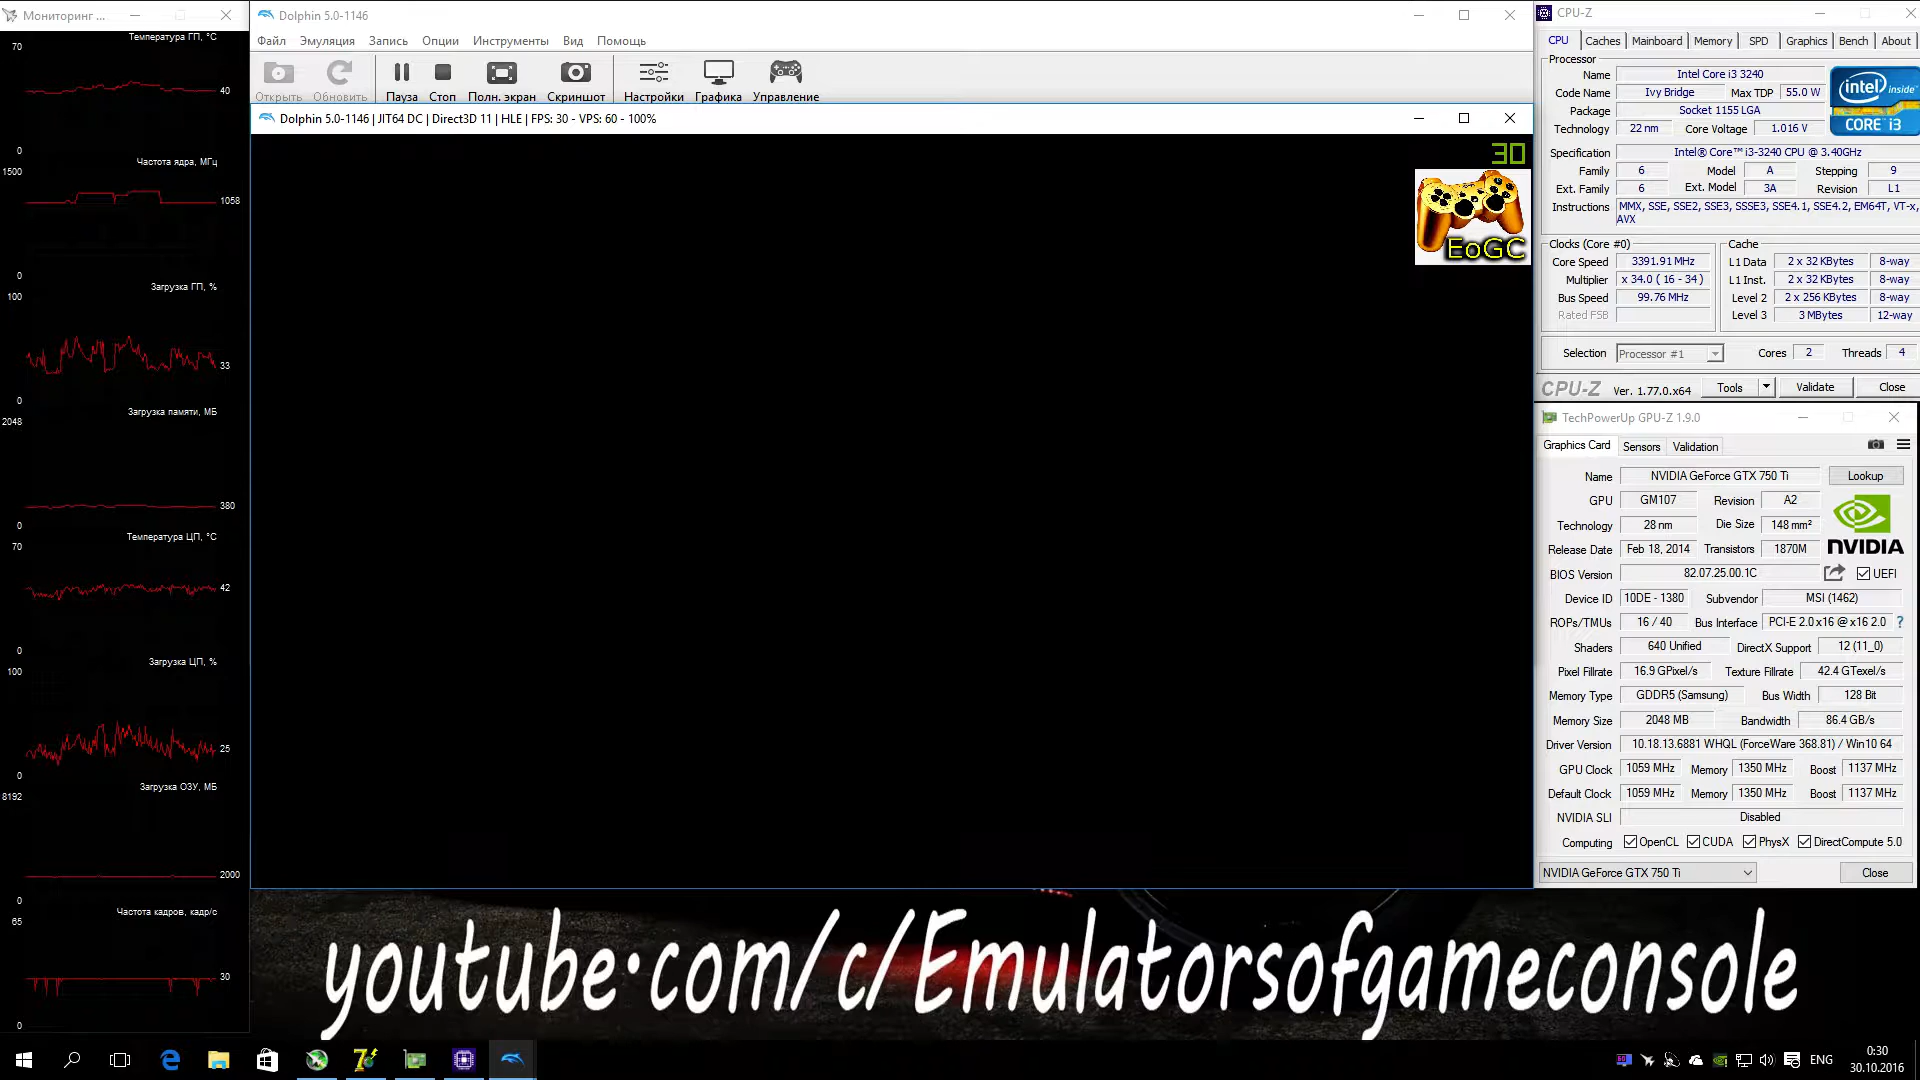 Мониторинг ...
70
Температура ГП, °C
40
0
Частота ядра, МГц
1500
1058
0
Загрузка ГП, %
100
33
0
Загрузка памяти, МБ
2048
380
0
Температура ЦП, °C
70
42
0
Загрузка ЦП, %
100
25
0
Загрузка ОЗУ, МБ
8192
2000
0
Частота кадров, кадр/с
65
30
0
Dolphin 5.0-1146
Файл Эмуляция Запись Опции Инструменты Вид Помощь
Открыть Обновить Пауза Стоп Полн. экран Скриншот Настройки Графика Управление
Dolphin 5.0-1146 | JIT64 DC | Direct3D 11 | HLE | FPS: 30 - VPS: 60 - 100%
30
EoGC
CPU-Z
CPU Caches Mainboard Memory SPD Graphics Bench About
Processor
Name Intel Core i3 3240
Code Name Ivy Bridge Max TDP 55.0 W
Package Socket 1155 LGA
Technology 22 nm Core Voltage 1.016 V
intel inside™
CORE i3
Specification Intel® Core™ i3-3240 CPU @ 3.40GHz
Family 6 Model A Stepping 9
Ext. Family 6 Ext. Model 3A Revision L1
Instructions MMX, SSE, SSE2, SSE3, SSSE3, SSE4.1, SSE4.2, EM64T, VT-x,
AVX
Clocks (Core #0) Cache
Core Speed 3391.91 MHz L1 Data 2 x 32 KBytes 8-way
Multiplier x 34.0 ( 16 - 34 ) L1 Inst. 2 x 32 KBytes 8-way
Bus Speed 99.76 MHz Level 2 2 x 256 KBytes 8-way
Rated FSB Level 3 3 MBytes 12-way
Selection Processor #1 Cores 2 Threads 4
CPU-Z Ver. 1.77.0.x64 Tools Validate Close
TechPowerUp GPU-Z 1.9.0
Graphics Card Sensors Validation
Name NVIDIA GeForce GTX 750 Ti Lookup
GPU GM107 Revision A2
Technology 28 nm Die Size 148 mm²
Release Date Feb 18, 2014 Transistors 1870M
NVIDIA
BIOS Version 82.07.25.00.1C UEFI
Device ID 10DE - 1380 Subvendor MSI (1462)
ROPs/TMUs 16 / 40 Bus Interface PCI-E 2.0 x16 @ x16 2.0 ?
Shaders 640 Unified DirectX Support 12 (11_0)
Pixel Fillrate 16.9 GPixel/s Texture Fillrate 42.4 GTexel/s
Memory Type GDDR5 (Samsung) Bus Width 128 Bit
Memory Size 2048 MB Bandwidth 86.4 GB/s
Driver Version 10.18.13.6881 WHQL (ForceWare 368.81) / Win10 64
GPU Clock 1059 MHz Memory 1350 MHz Boost 1137 MHz
Default Clock 1059 MHz Memory 1350 MHz Boost 1137 MHz
NVIDIA SLI Disabled
Computing OpenCL CUDA PhysX DirectCompute 5.0
NVIDIA GeForce GTX 750 Ti Close
youtube.com/c/Emulatorsofgameconsole
ENG
0:30
30.10.2016